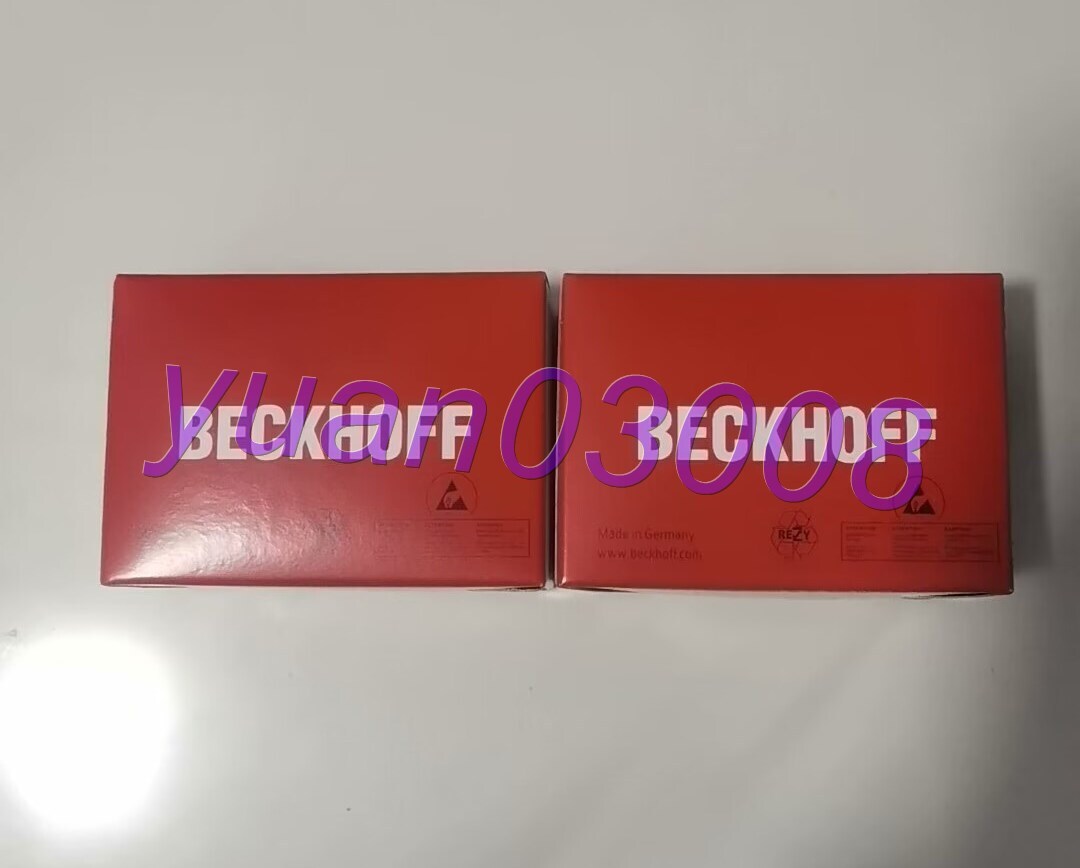 BECKHOFF
BECKHOFF
yuan03008
Made in Germany
www.beckhoff.com
REZY